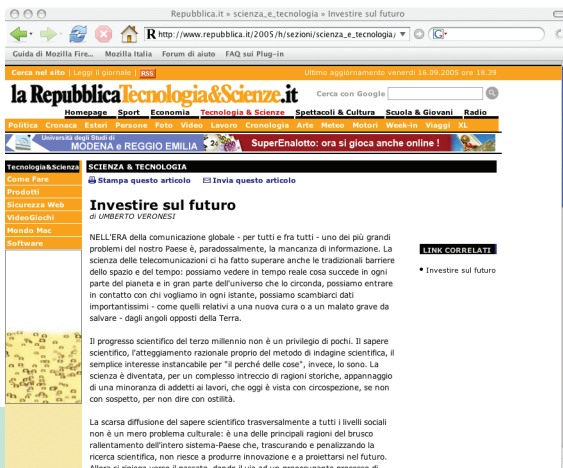 Repubblica.it » scienza_e_tecnologia » Investire sul futuro
R http://www.repubblica.it/2005/h/sezioni/scienza_e_tecnologia/
G
Guida di Mozilla Fire... Mozilla Italia Forum di aiuto FAQ sui Plug-in
Cerca nel sito | Leggi il giornale | RSS Ultimo aggiornamento venerdi 16.09.2005 ore 18.39
la Repubblica Tecnologia&Scienze.it Cerca con Google
Homepage Sport Economia Tecnologia & Scienze Spettacoli & Cultura Scuola & Giovani Radio
Politica Cronaca Esteri Persone Foto Video Lavoro Cronologia Arte Meteo Motori Week-in Viaggi XL
Università degli Studi di
MODENA e REGGIO EMILIA
SuperEnalotto: ora si gioca anche online !
Tecnologia&Scienza
Come Fare
Prodotti
Sicurezza Web
VideoGiochi
Mondo Mac
Software
SCIENZA & TECNOLOGIA
Stampa questo articolo Invia questo articolo
Investire sul futuro
di UMBERTO VERONESI
NELL'ERA della comunicazione globale - per tutti e fra tutti - uno dei più grandi
problemi del nostro Paese è, paradossalmente, la mancanza di informazione. La
scienza delle telecomunicazioni ci ha fatto superare anche le tradizionali barriere
dello spazio e del tempo: possiamo vedere in tempo reale cosa succede in ogni
parte del pianeta e in gran parte dell'universo che lo circonda, possiamo entrare
in contatto con chi vogliamo in ogni istante, possiamo scambiarci dati
importantissimi - come quelli relativi a una nuova cura o a un malato grave da
salvare - dagli angoli opposti della Terra.
Il progresso scientifico del terzo millennio non è un privilegio di pochi. Il sapere
scientifico, l'atteggiamento razionale proprio del metodo di indagine scientifica, il
semplice interesse instancabile per "il perché delle cose", invece, lo sono. La
scienza è diventata, per un complesso intreccio di ragioni storiche, appannaggio
di una minoranza di addetti ai lavori, che oggi è vista con circospezione, se non
con sospetto, per non dire con ostilità.
La scarsa diffusione del sapere scientifico trasversalmente a tutti i livelli sociali
non è un mero problema culturale: è una delle principali ragioni del brusco
rallentamento dell'intero sistema-Paese che, trascurando e penalizzando la
ricerca scientifica, non riesce a produrre innovazione e a proiettarsi nel futuro.
LINK CORRELATI
• Investire sul futuro